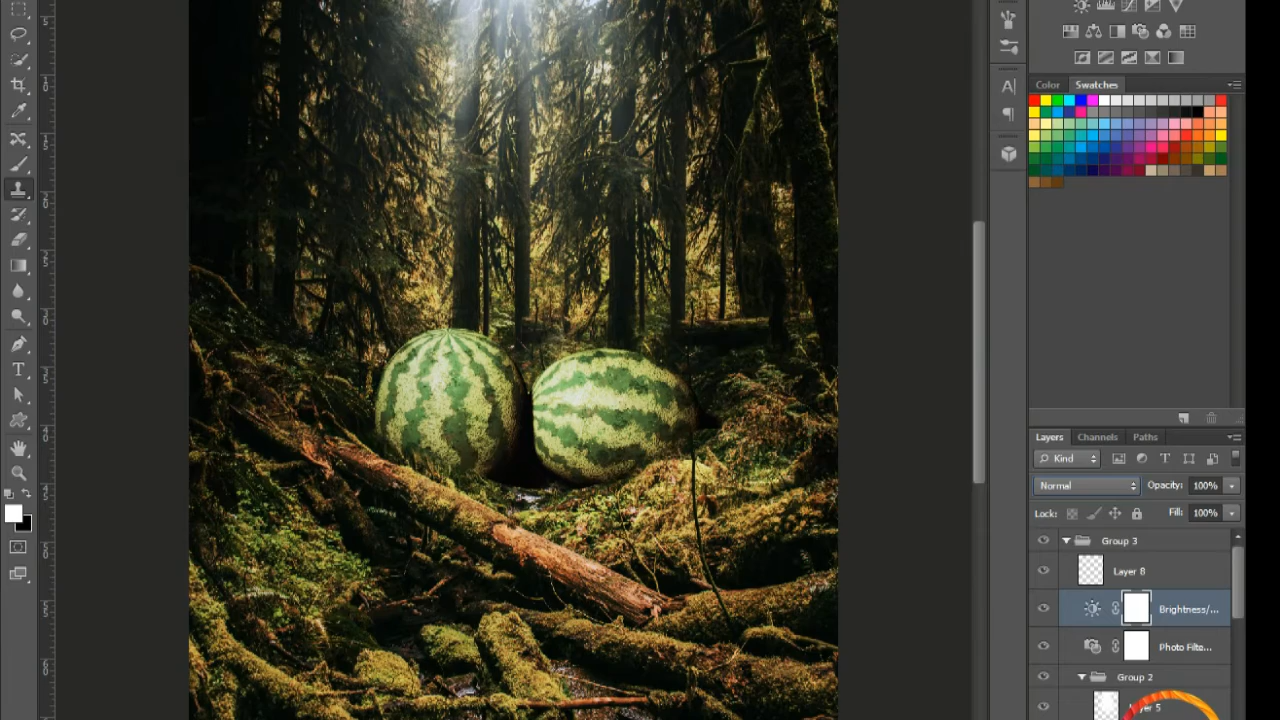 Color Swatches
Layers Channels Paths
Kind
Normal Opacity: 100%
Lock: Fill: 100%
Group 3
Layer 8
Brightness/...
Photo Filte...
Group 2